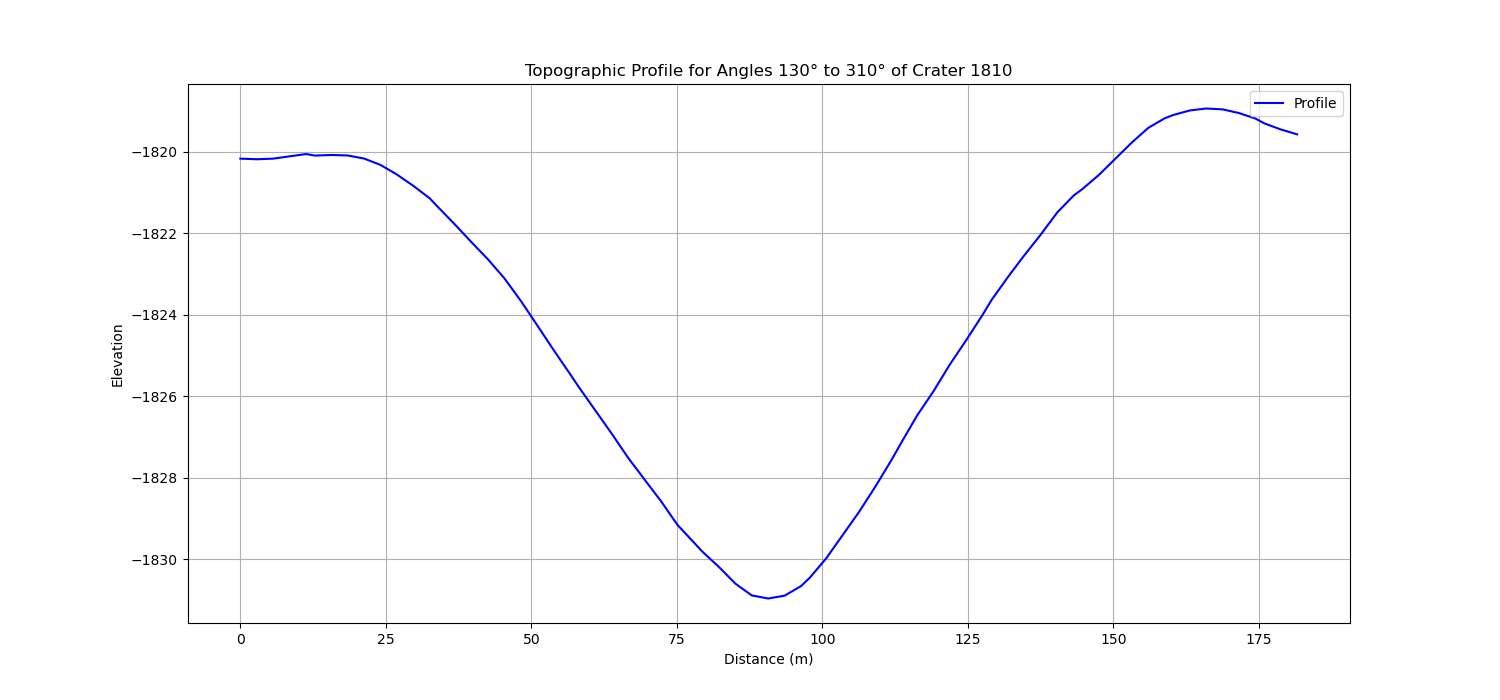 Topographic Profile for Angles 130° to 310° of Crater 1810
Profile
−1820
−1822
−1824
−1826
−1828
−1830
Elevation
0 25 50 75 100 125 150 175
Distance (m)